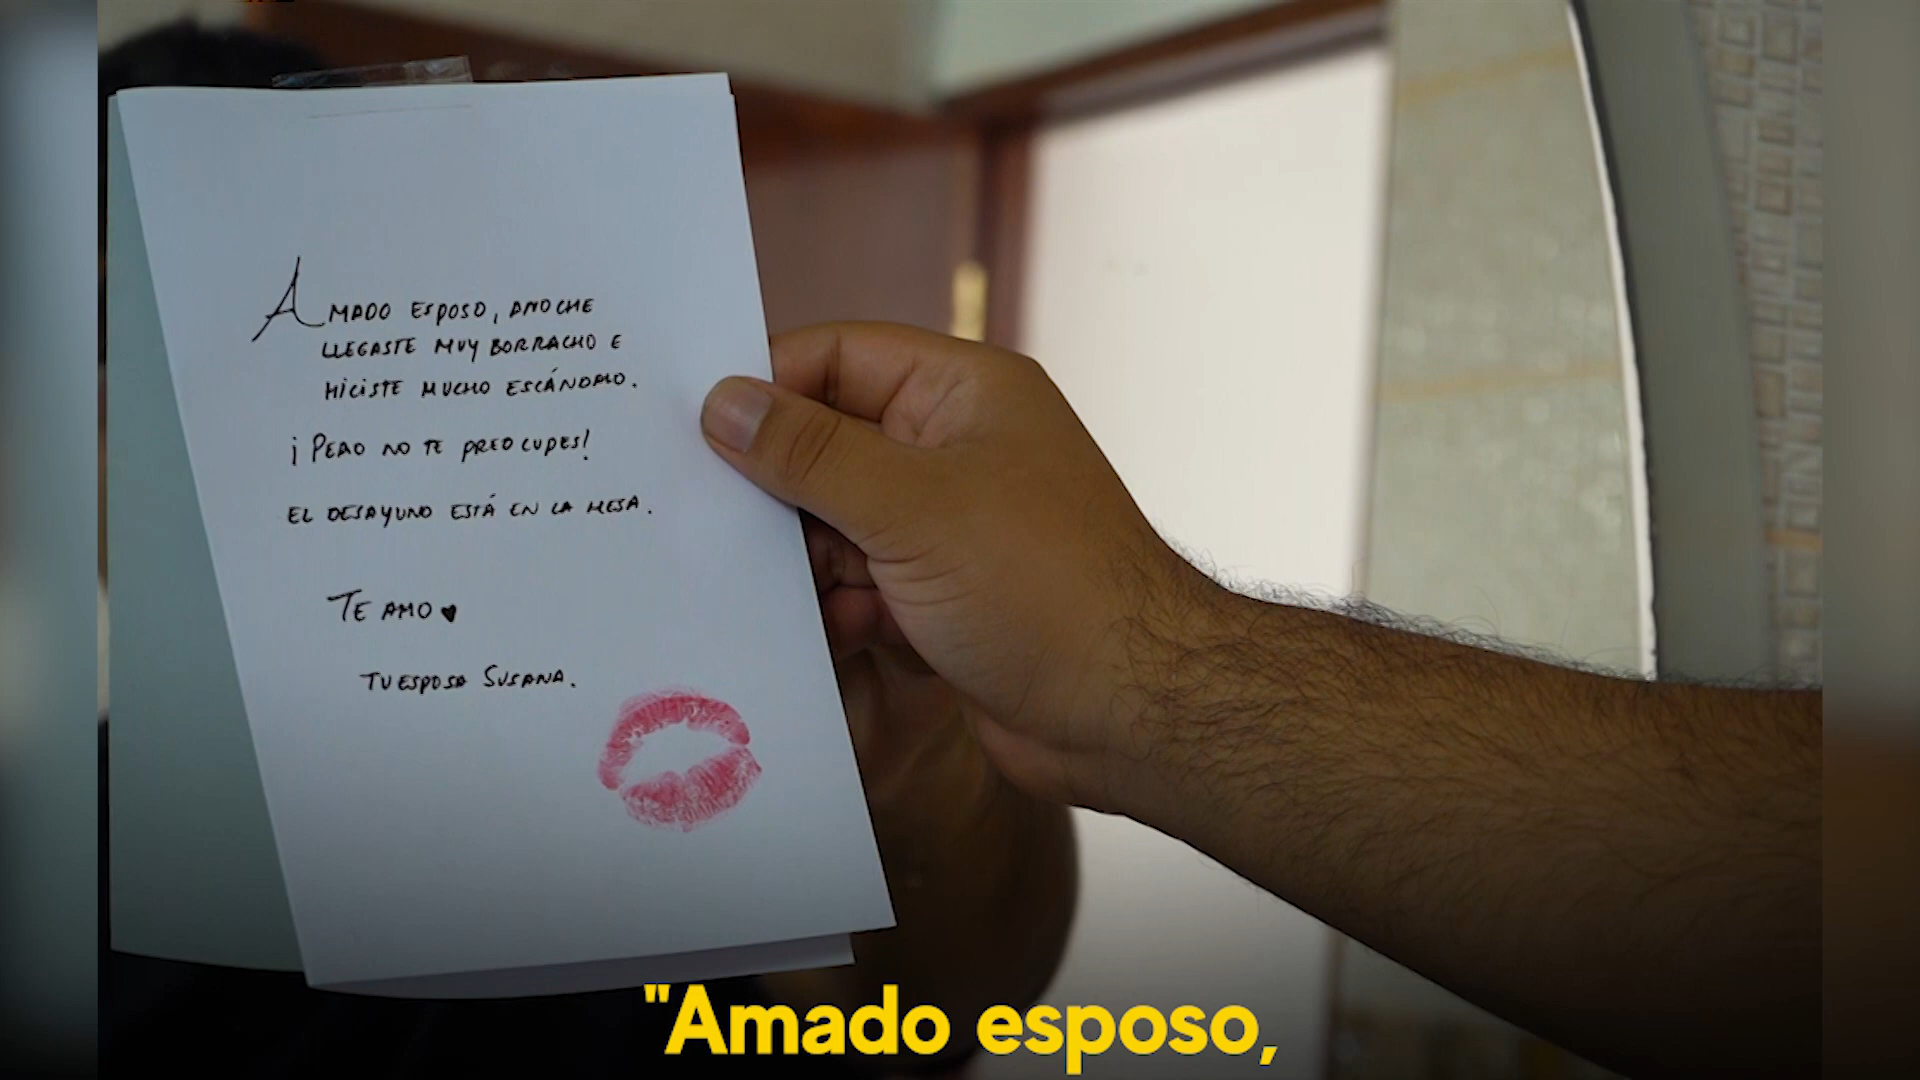 AMADO ESPOSO, ANOCHE
LLEGASTE MUY BORRACHO E
HICISTE MUCHO ESCÁNDALO.
¡PERO NO TE PREOCUPES!
EL DESAYUNO ESTÁ EN LA MESA.
TE AMO♥
TU ESPOSA SUSANA.
"Amado esposo,